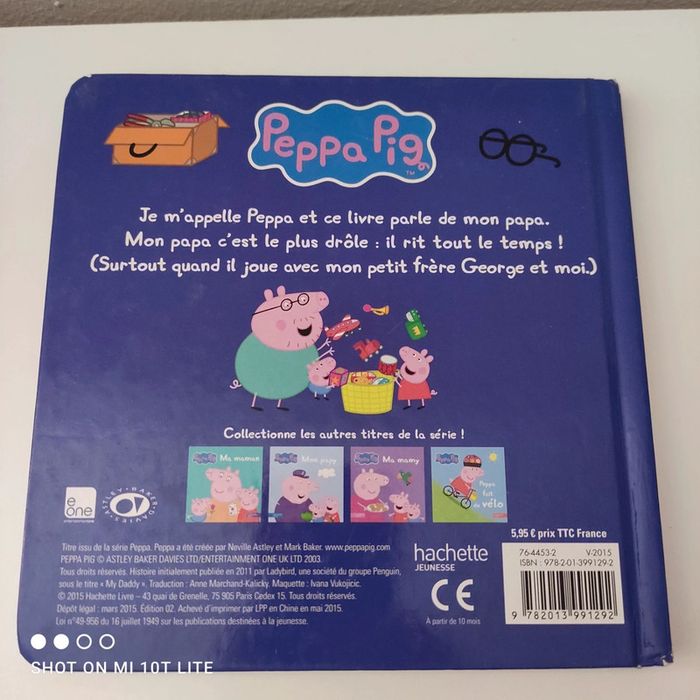 Peppa Pig
TM
Je m'appelle Peppa et ce livre parle de mon papa.
Mon papa c'est le plus drôle : il rit tout le temps !
(Surtout quand il joue avec mon petit frère George et moi.)
Collectionne les autres titres de la série !
Ma maman
Mon papy
Ma mamy
Peppa
fait
du vélo
e
one
ASTLEY BAKER DAVIES
5,95 € prix TTC France
Titre issu de la série Peppa. Peppa a été créée par Neville Astley et Mark Baker. www.peppapig.com
PEPPA PIG © ASTLEY BAKER DAVIES LTD/ENTERTAINMENT ONE UK LTD 2003.
Tous droits réservés. Histoire initialement publiée en 2011 par Ladybird, une société du groupe Penguin,
sous le titre « My Daddy ». Traduction : Anne Marchand-Kalicky. Maquette : Ivana Vukojicic.
© 2015 Hachette Livre – 43 quai de Grenelle, 75 905 Paris Cedex 15. Tous droits réservés.
Dépôt légal : mars 2015. Édition 02. Achevé d'imprimer par LPP en Chine en mai 2015.
Loi n°49-956 du 16 juillet 1949 sur les publications destinées à la jeunesse.
hachette
JEUNESSE
CE
À partir de 10 mois
76-4453-2 V-2015
ISBN : 978-2-01-399129-2
9 782013 991292
SHOT ON MI 10T LITE